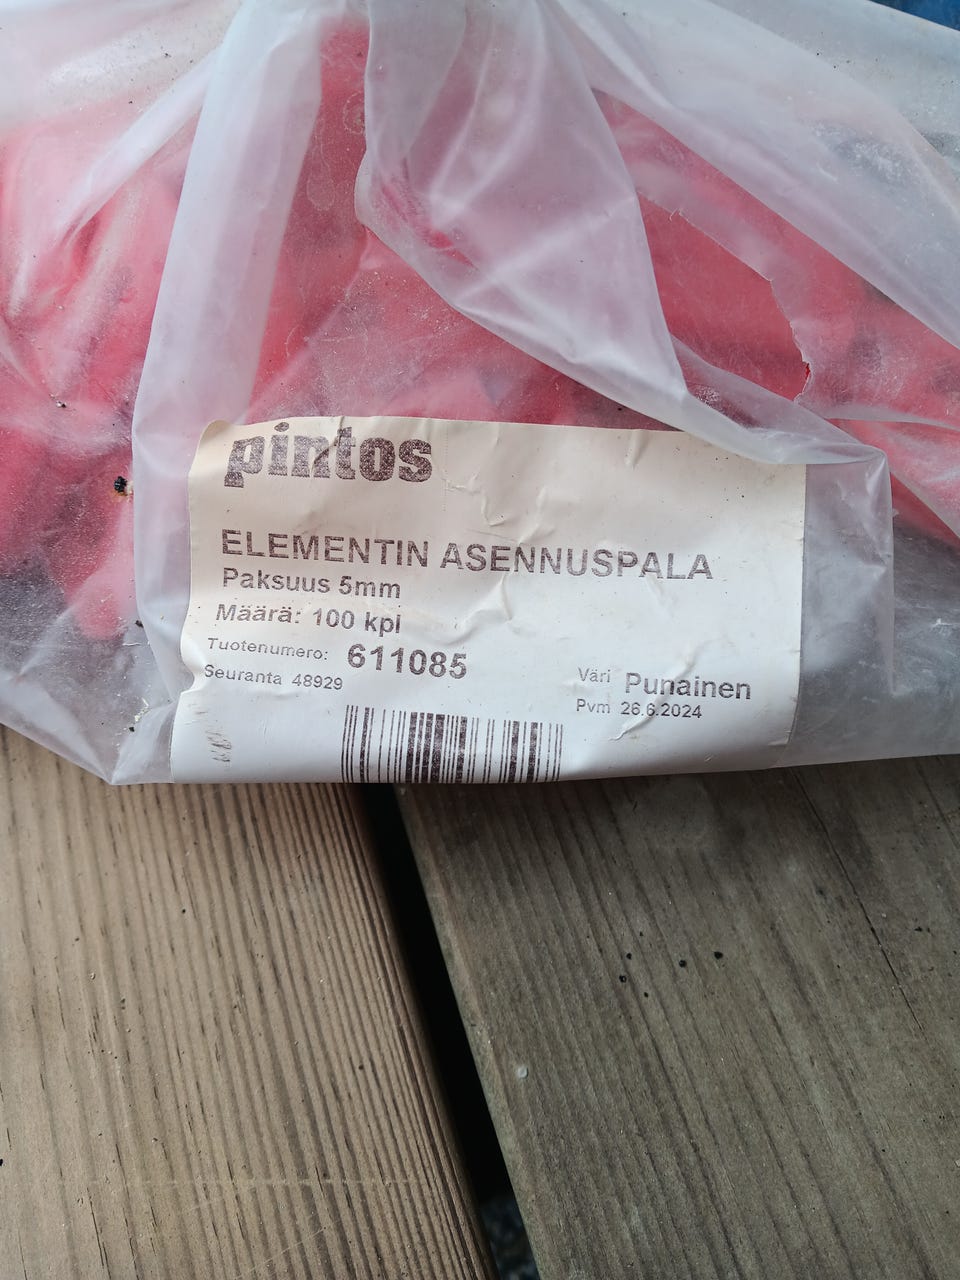 pintos
ELEMENTIN ASENNUSPALA
Paksuus 5mm
Määrä: 100 kpl
Tuotenumero: 611085
Seuranta 48929
Väri Punainen
Pvm 26.6.2024